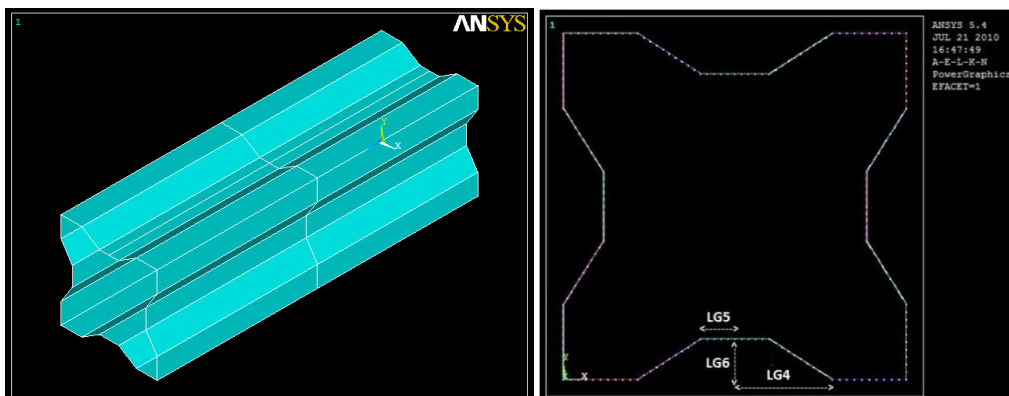 1
ANSYS
Y
X
1
ANSYS 5.4
JUL 21 2010
16:47:49
A-E-L-K-N
PowerGraphics
EFACET=1
LG5
LG6
LG4
Y
X